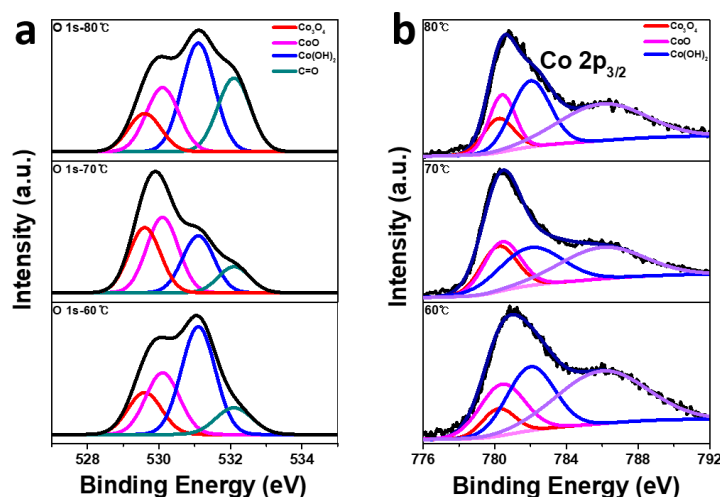 a
O 1s-80℃
Co₃O₄
CoO
Co(OH)₂
C=O
O 1s-70℃
O 1s-60℃
Intensity (a.u.)
528 530 532 534
Binding Energy (eV)
b
80℃
Co 2p₃/₂
Co₃O₄
CoO
Co(OH)₂
70℃
60℃
Intensity (a.u.)
776 780 784 788 792
Binding Energy (eV)